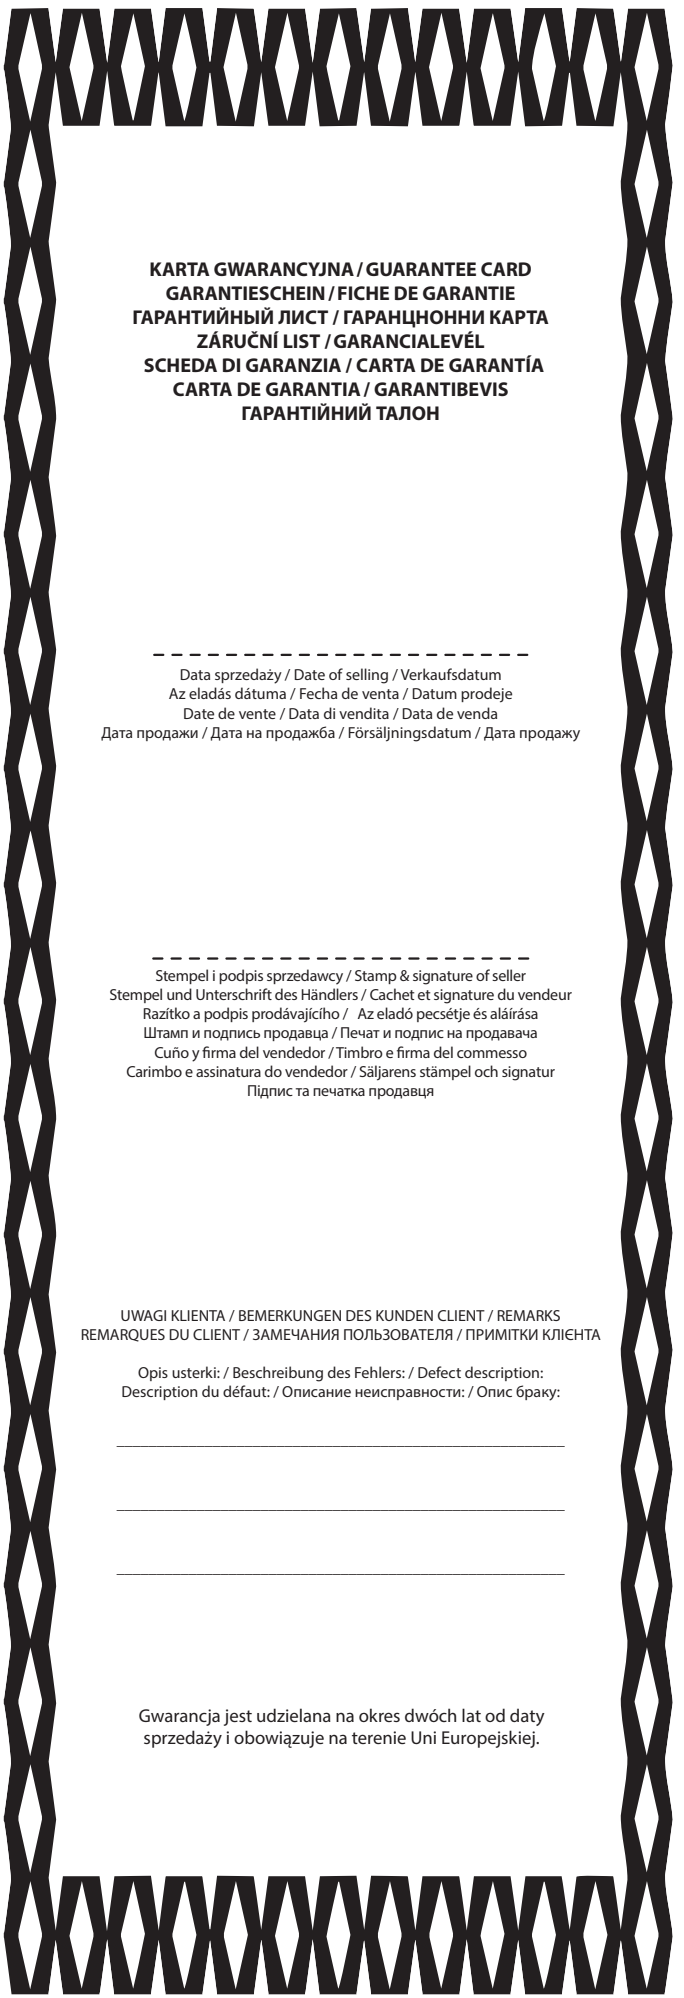 KARTA GWARANCYJNA / GUARANTEE CARD
GARANTIESCHEIN / FICHE DE GARANTIE
ГАРАНТИЙНЫЙ ЛИСТ / ГАРАНЦНОННИ КАРТА
ZÁRUČNÍ LIST / GARANCIALEVÉL
SCHEDA DI GARANZIA / CARTA DE GARANTÍA
CARTA DE GARANTIA / GARANTIBEVIS
ГАРАНТІЙНИЙ ТАЛОН
Data sprzedaży / Date of selling / Verkaufsdatum
Az eladás dátuma / Fecha de venta / Datum prodeje
Date de vente / Data di vendita / Data de venda
Дата продажи / Дата на продажба / Försäljningsdatum / Дата продажу
Stempel i podpis sprzedawcy / Stamp & signature of seller
Stempel und Unterschrift des Händlers / Cachet et signature du vendeur
Razítko a podpis prodávajícího / Az eladó pecsétje és aláírása
Штамп и подпись продавца / Печат и подпис на продавача
Cuño y firma del vendedor / Timbro e firma del commesso
Carimbo e assinatura do vendedor / Säljarens stämpel och signatur
Підпис та печатка продавця
UWAGI KLIENTA / BEMERKUNGEN DES KUNDEN CLIENT / REMARKS
REMARQUES DU CLIENT / ЗАМЕЧАНИЯ ПОЛЬЗОВАТЕЛЯ / ПРИМІТКИ КЛІЄНТА
Opis usterki: / Beschreibung des Fehlers: / Defect description:
Description du défaut: / Описание неисправности: / Опис браку:
Gwarancja jest udzielana na okres dwóch lat od daty
sprzedaży i obowiązuje na terenie Uni Europejskiej.